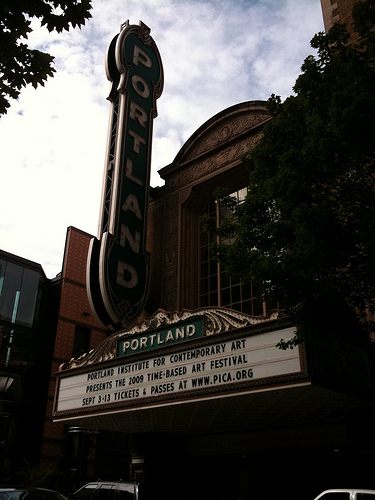 PORTLAND
PORTLAND
PORTLAND INSTITUTE FOR CONTEMPORARY ART
PRESENTS THE 2009 TIME-BASED ART FESTIVAL
SEPT 3-13 TICKETS & PASSES AT WWW.PICA.ORG